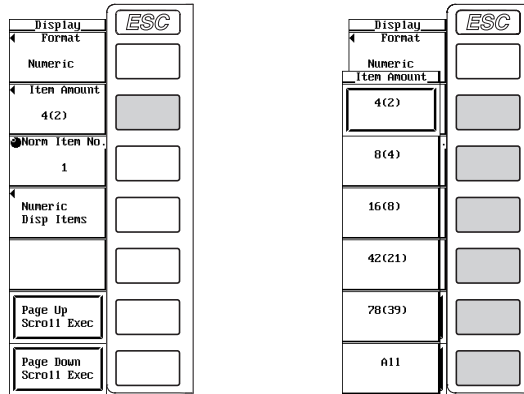 Display
ESC
Format
Numeric
Item Amount
4(2)
Norm Item No.
1
Numeric
Disp Items
Page Up
Scroll Exec
Page Down
Scroll Exec
Display
ESC
Format
Numeric
Item Amount
4(2)
8(4)
16(8)
42(21)
78(39)
All